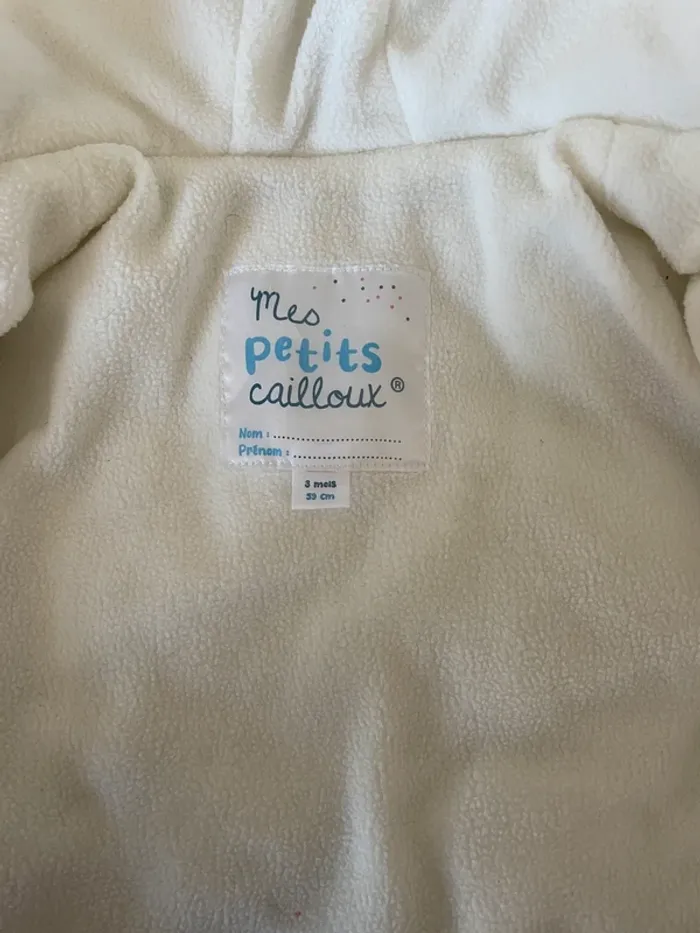 Mes
petits
cailloux®
Nom : ..............................
Prénom : ..........................
3 mois
59 cm